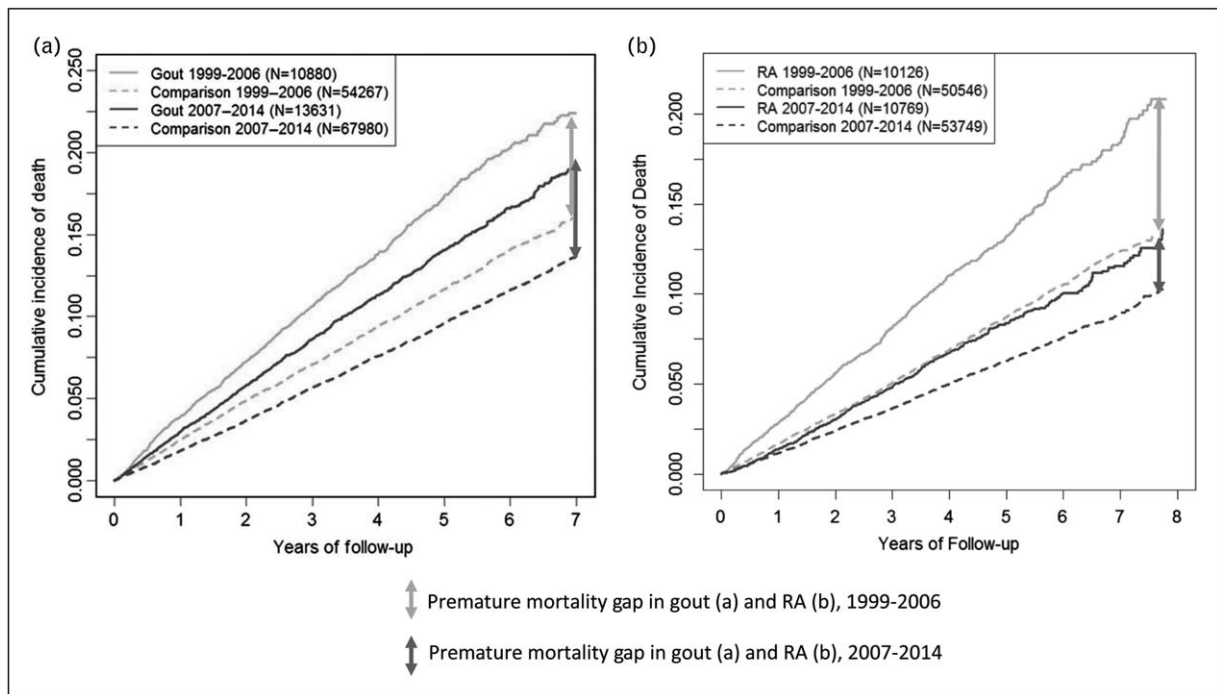 (a)
Cumulative incidence of death
0.250
0.200
0.150
0.100
0.050
0.000
Gout 1999-2006 (N=10880)
Comparison 1999–2006 (N=54267)
Gout 2007–2014 (N=13631)
Comparison 2007–2014 (N=67980)
0 1 2 3 4 5 6 7
Years of follow-up
(b)
Cumulative Incidence of Death
0.200
0.150
0.100
0.050
0.000
RA 1999-2006 (N=10126)
Comparison 1999-2006 (N=50546)
RA 2007-2014 (N=10769)
Comparison 2007-2014 (N=53749)
0 1 2 3 4 5 6 7 8
Years of Follow-up
Premature mortality gap in gout (a) and RA (b), 1999-2006
Premature mortality gap in gout (a) and RA (b), 2007-2014